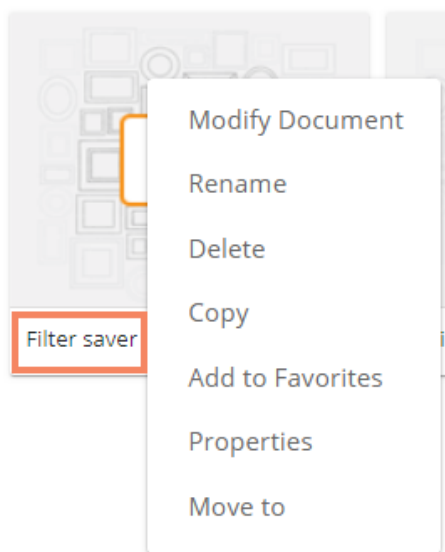 Modify Document
Rename
Delete
Copy
Filter saver
Add to Favorites
Properties
Move to